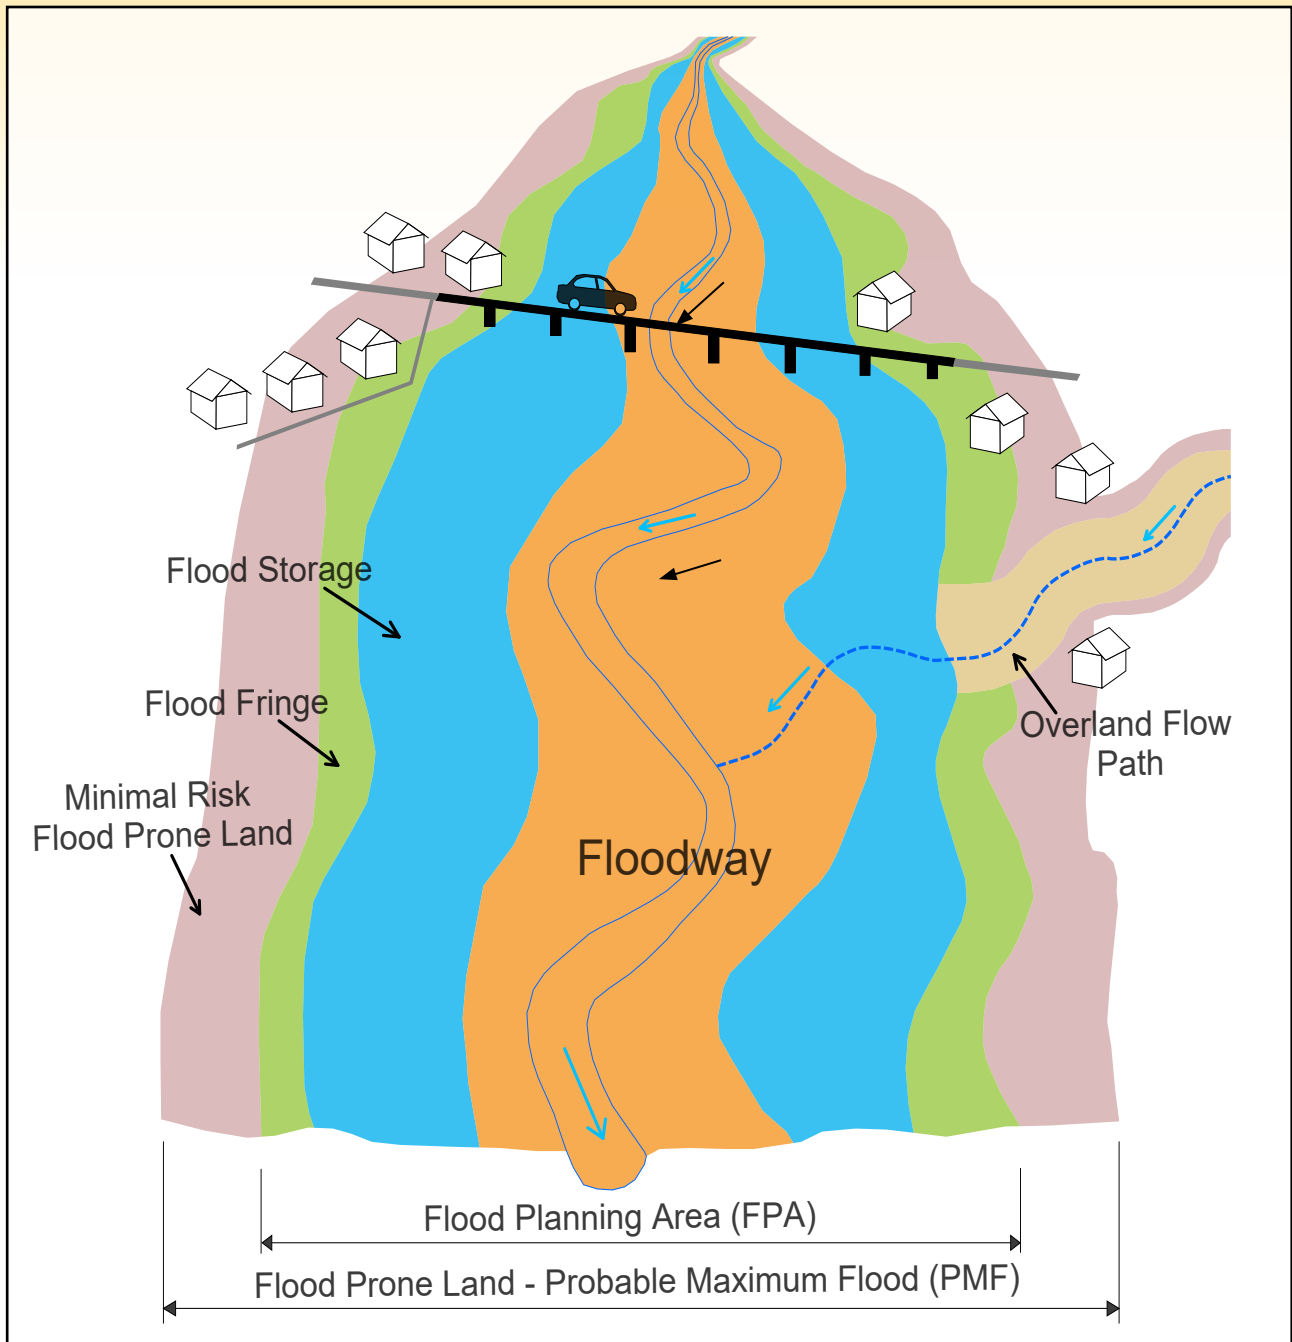 Flood Storage
Flood Fringe
Minimal Risk
Flood Prone Land
Overland Flow
Path
Floodway
Flood Planning Area (FPA)
Flood Prone Land - Probable Maximum Flood (PMF)